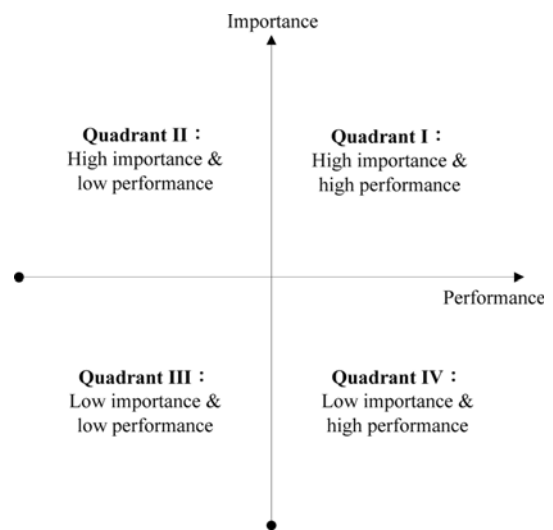 Importance
Quadrant II：
High importance &
low performance
Quadrant I：
High importance &
high performance
Performance
Quadrant III：
Low importance &
low performance
Quadrant IV：
Low importance &
high performance